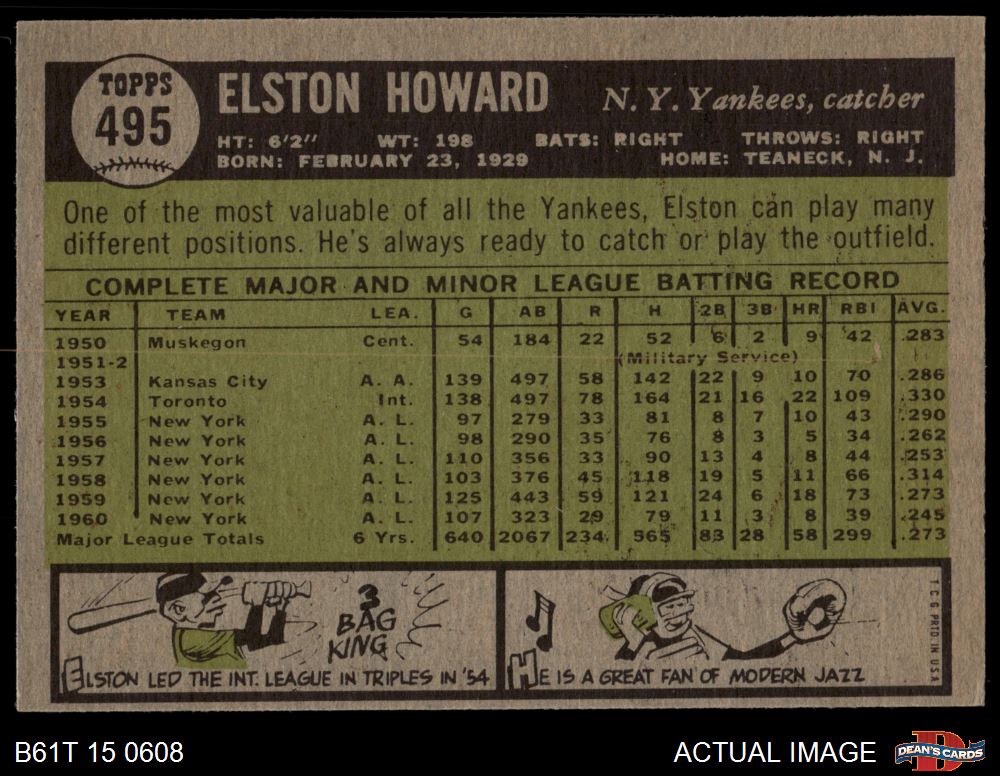 TOPPS
495
ELSTON HOWARD N. Y. Yankees, catcher
HT: 6'2" WT: 198 BATS: RIGHT THROWS: RIGHT
BORN: FEBRUARY 23, 1929 HOME: TEANECK, N. J.
One of the most valuable of all the Yankees, Elston can play many
different positions. He's always ready to catch or play the outfield.
COMPLETE MAJOR AND MINOR LEAGUE BATTING RECORD
YEAR TEAM LEA. G AB R H 2B 3B HR RBI AVG.
1950 Muskegon Cent. 54 184 22 52 6 2 9 42 .283
1951-2 (Military Service)
1953 Kansas City A. A. 139 497 58 142 22 9 10 70 .286
1954 Toronto Int. 138 497 78 164 21 16 22 109 .330
1955 New York A. L. 97 279 33 81 8 7 10 43 .290
1956 New York A. L. 98 290 35 76 8 3 5 34 .262
1957 New York A. L. 110 356 33 90 13 4 8 44 .253
1958 New York A. L. 103 376 45 118 19 5 11 66 .314
1959 New York A. L. 125 443 59 121 24 6 18 73 .273
1960 New York A. L. 107 323 29 79 11 3 8 39 .245
Major League Totals 6 Yrs. 640 2067 234 565 83 28 58 299 .273
3
BAG
KING
ELSTON LED THE INT. LEAGUE IN TRIPLES IN '54
HE IS A GREAT FAN OF MODERN JAZZ
T.C.G. PRTD. IN U.S.A.
B61T 15 0608 ACTUAL IMAGE
D
DEAN'S CARDS